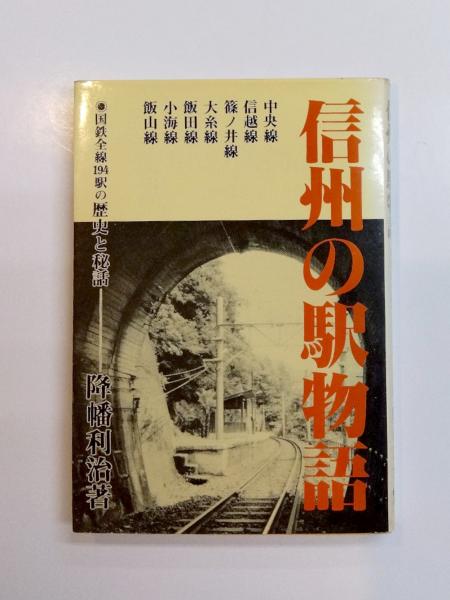 信州の駅物語
中央線
信越線
篠ノ井線
大糸線
飯田線
小海線
飯山線
国鉄全線194駅の歴史と秘話
降幡利治著